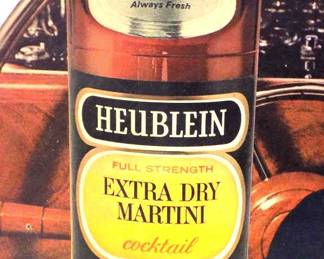 Always Fresh
HEUBLEIN
FULL STRENGTH
EXTRA DRY
MARTINI
cocktail